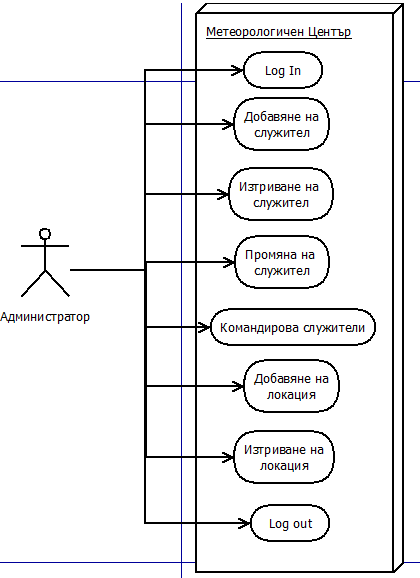 Метеорологичен Център
Log In
Добавяне на
служител
Изтриване на
служител
Промяна на
служител
Администратор
Командирова служители
Добавяне на
локация
Изтриване на
локация
Log out